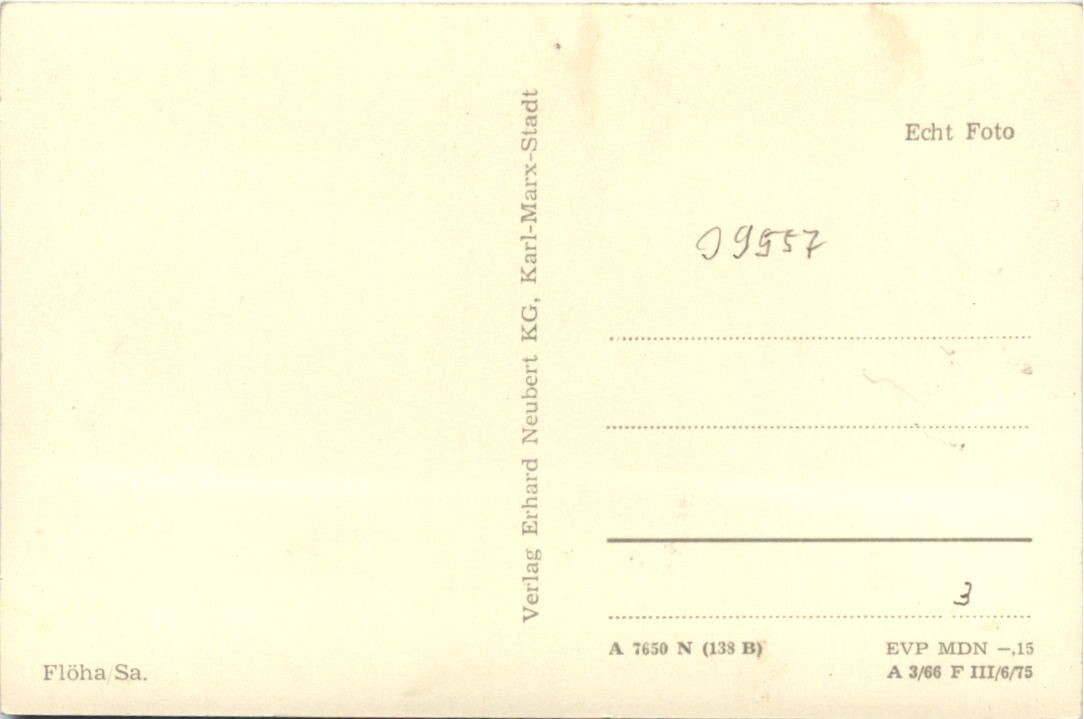 Echt Foto
09957
Verlag Erhard Neubert KG, Karl-Marx-Stadt
3
Flöha/Sa.
A 7650 N (138 B)
EVP MDN –,15
A 3/66 F III/6/75